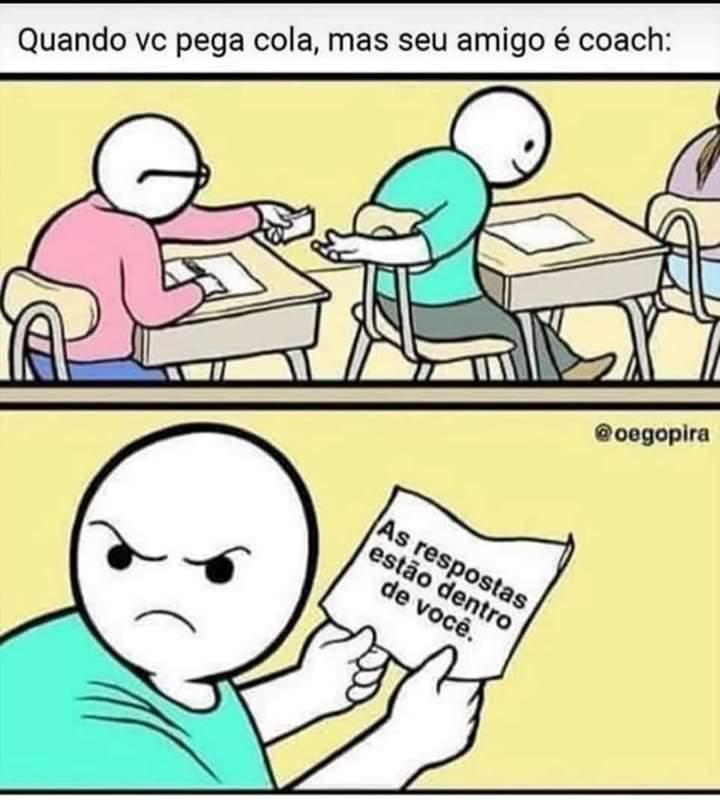 Quando vc pega cola, mas seu amigo é coach:
@oegopira
As respostas
estão dentro
de você.